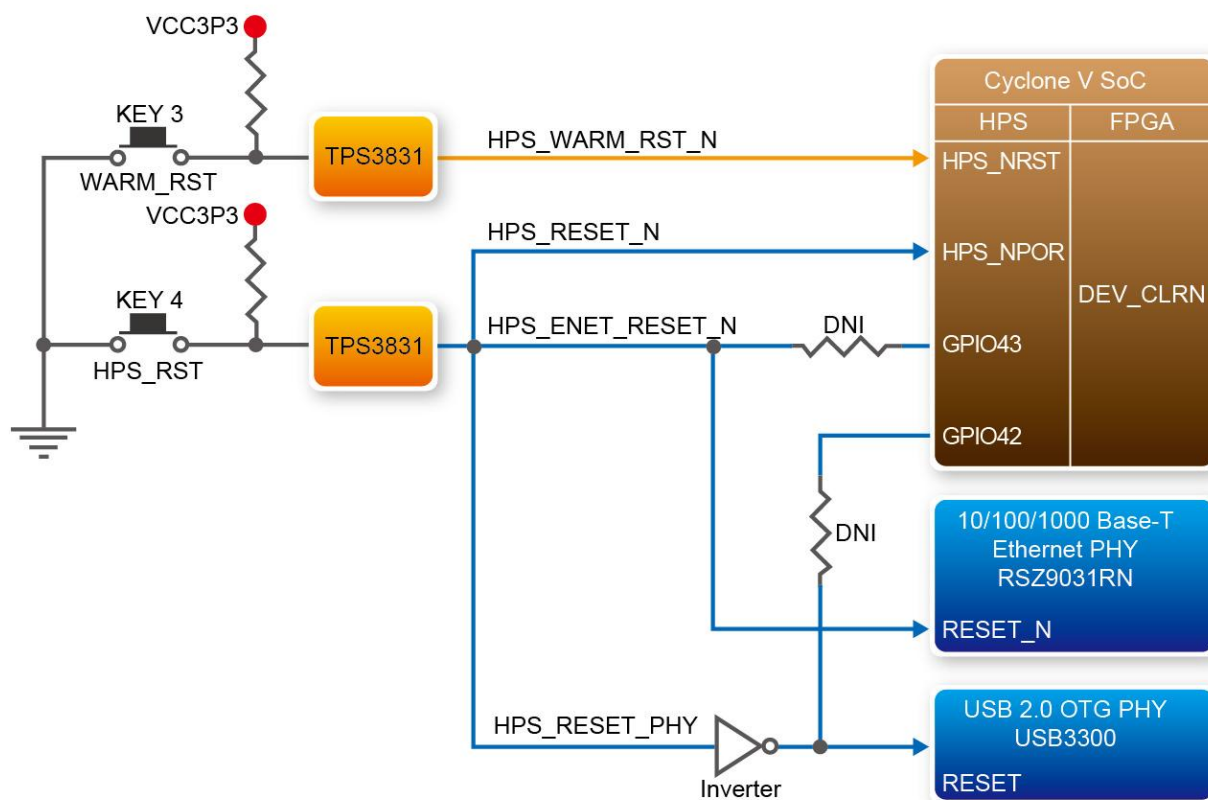 VCC3P3
KEY 3
WARM_RST
TPS3831
HPS_WARM_RST_N
VCC3P3
KEY 4
HPS_RST
TPS3831
HPS_RESET_N
HPS_ENET_RESET_N
DNI
DNI
HPS_RESET_PHY
Inverter
Cyclone V SoC
HPS
FPGA
HPS_NRST
HPS_NPOR
DEV_CLRN
GPIO43
GPIO42
10/100/1000 Base-T
Ethernet PHY
RSZ9031RN
RESET_N
USB 2.0 OTG PHY
USB3300
RESET